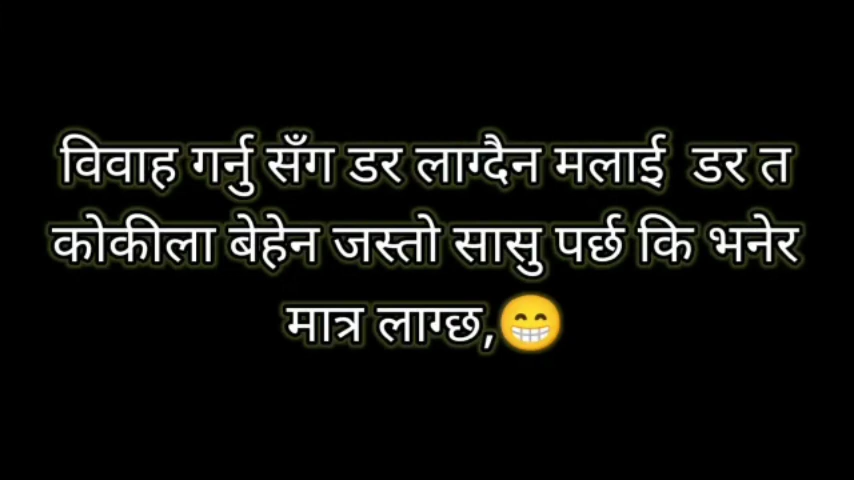 विवाह गर्नु सँग डर लाग्दैन मलाई डर त
कोकीला बेहेन जस्तो सासु पर्छ कि भनेर
मात्र लाग्छ,😁